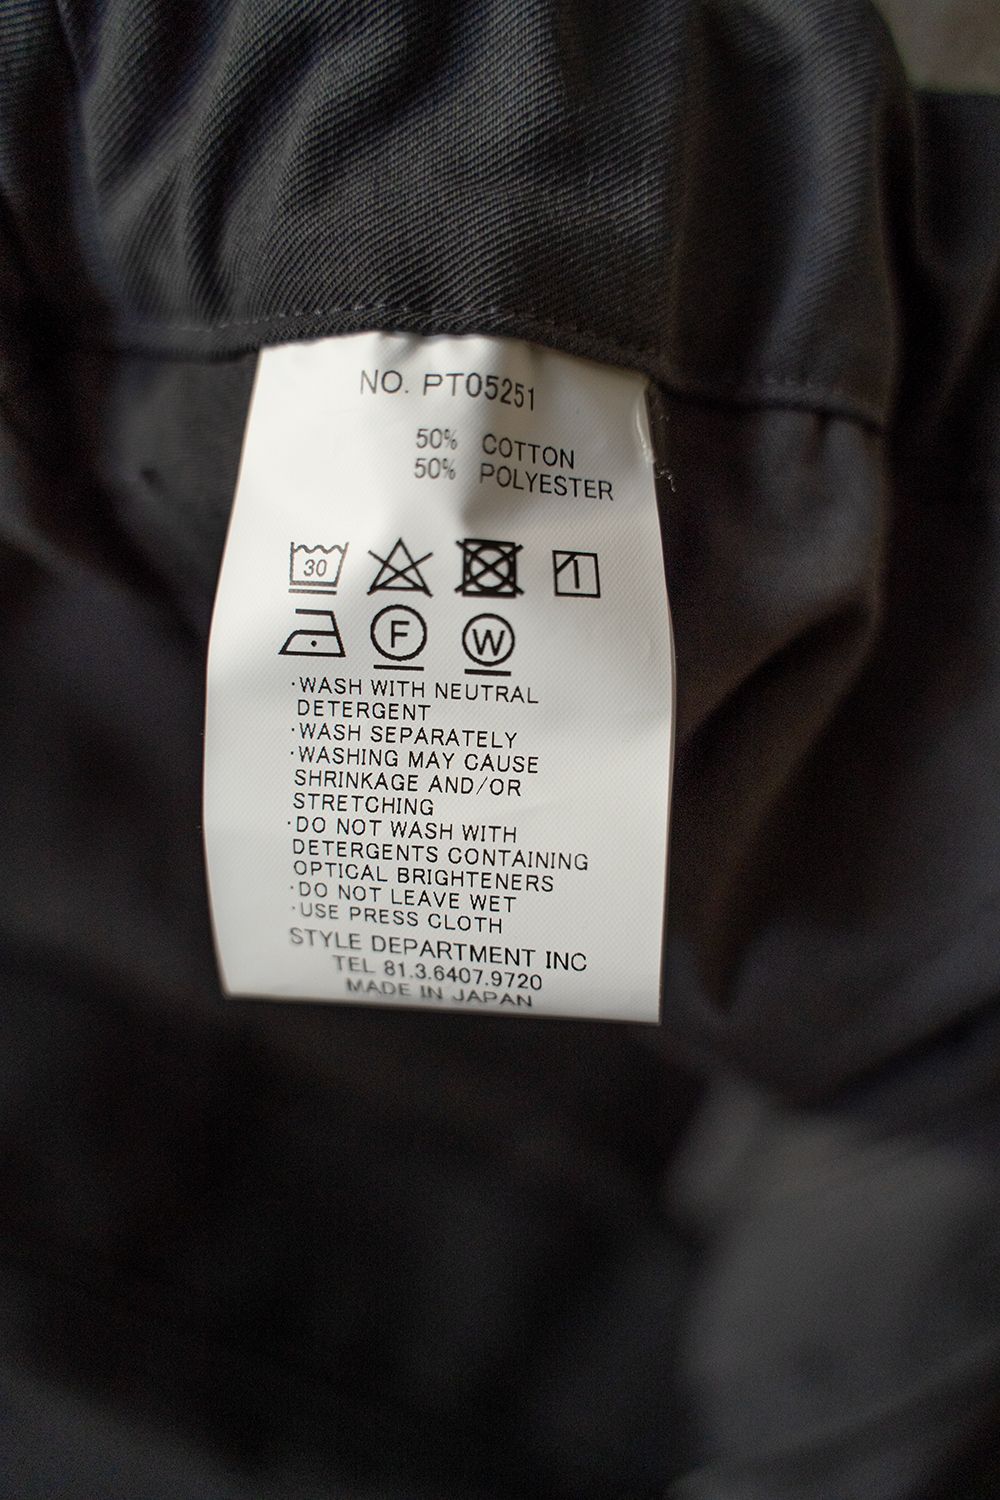 NO. PT05251
50% COTTON
50% POLYESTER
30
F W
·WASH WITH NEUTRAL
DETERGENT
·WASH SEPARATELY
·WASHING MAY CAUSE
SHRINKAGE AND/OR
STRETCHING
·DO NOT WASH WITH
DETERGENTS CONTAINING
OPTICAL BRIGHTENERS
·DO NOT LEAVE WET
·USE PRESS CLOTH
STYLE DEPARTMENT INC
TEL 81.3.6407.9720
MADE IN JAPAN